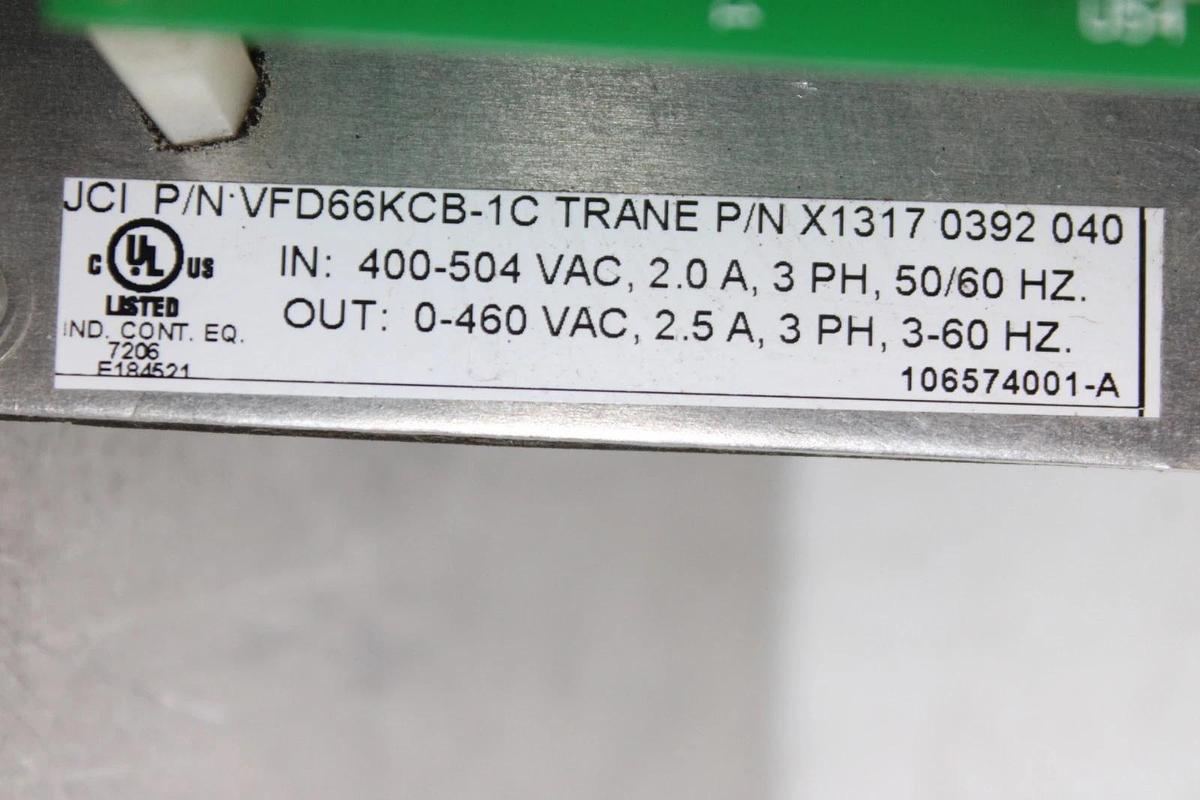 JCI P/N VFD66KCB-1C TRANE P/N X1317 0392 040
C UL US
LISTED
IND. CONT. EQ.
7206
E184521
IN: 400-504 VAC, 2.0 A, 3 PH, 50/60 HZ.
OUT: 0-460 VAC, 2.5 A, 3 PH, 3-60 HZ.
106574001-A